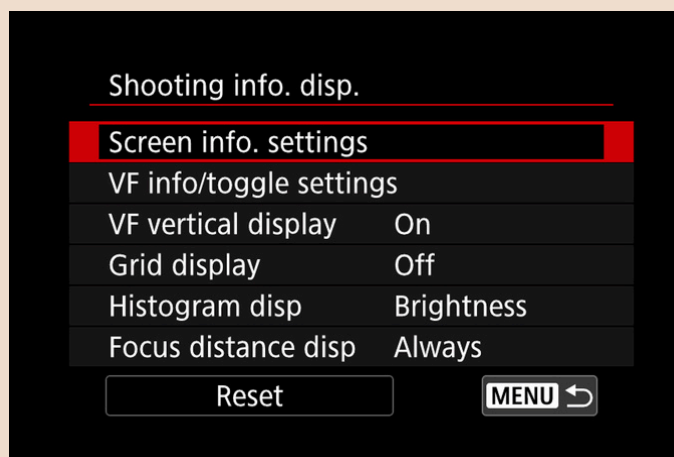 Shooting info. disp.
Screen info. settings
VF info/toggle settings
VF vertical display On
Grid display Off
Histogram disp Brightness
Focus distance disp Always
Reset MENU